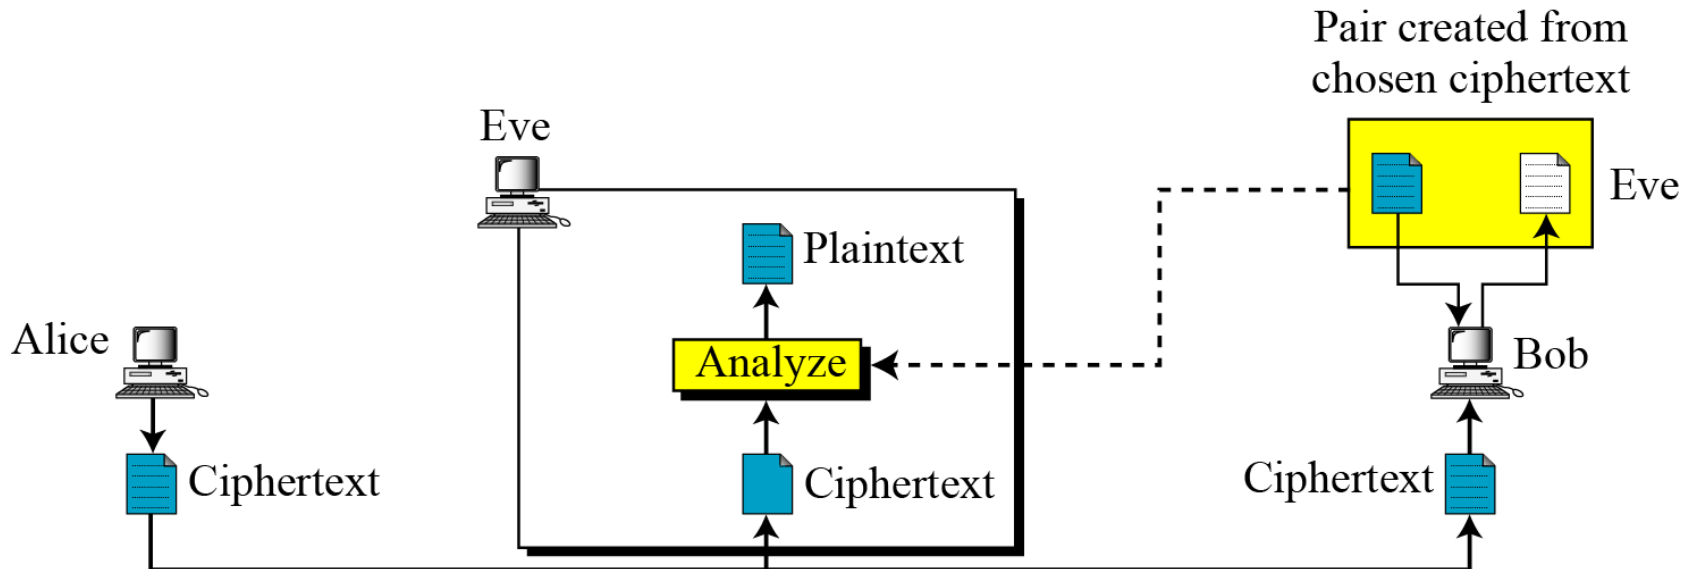 Pair created from
chosen ciphertext
Eve
Eve
Plaintext
Alice
Analyze
Bob
Ciphertext
Ciphertext
Ciphertext